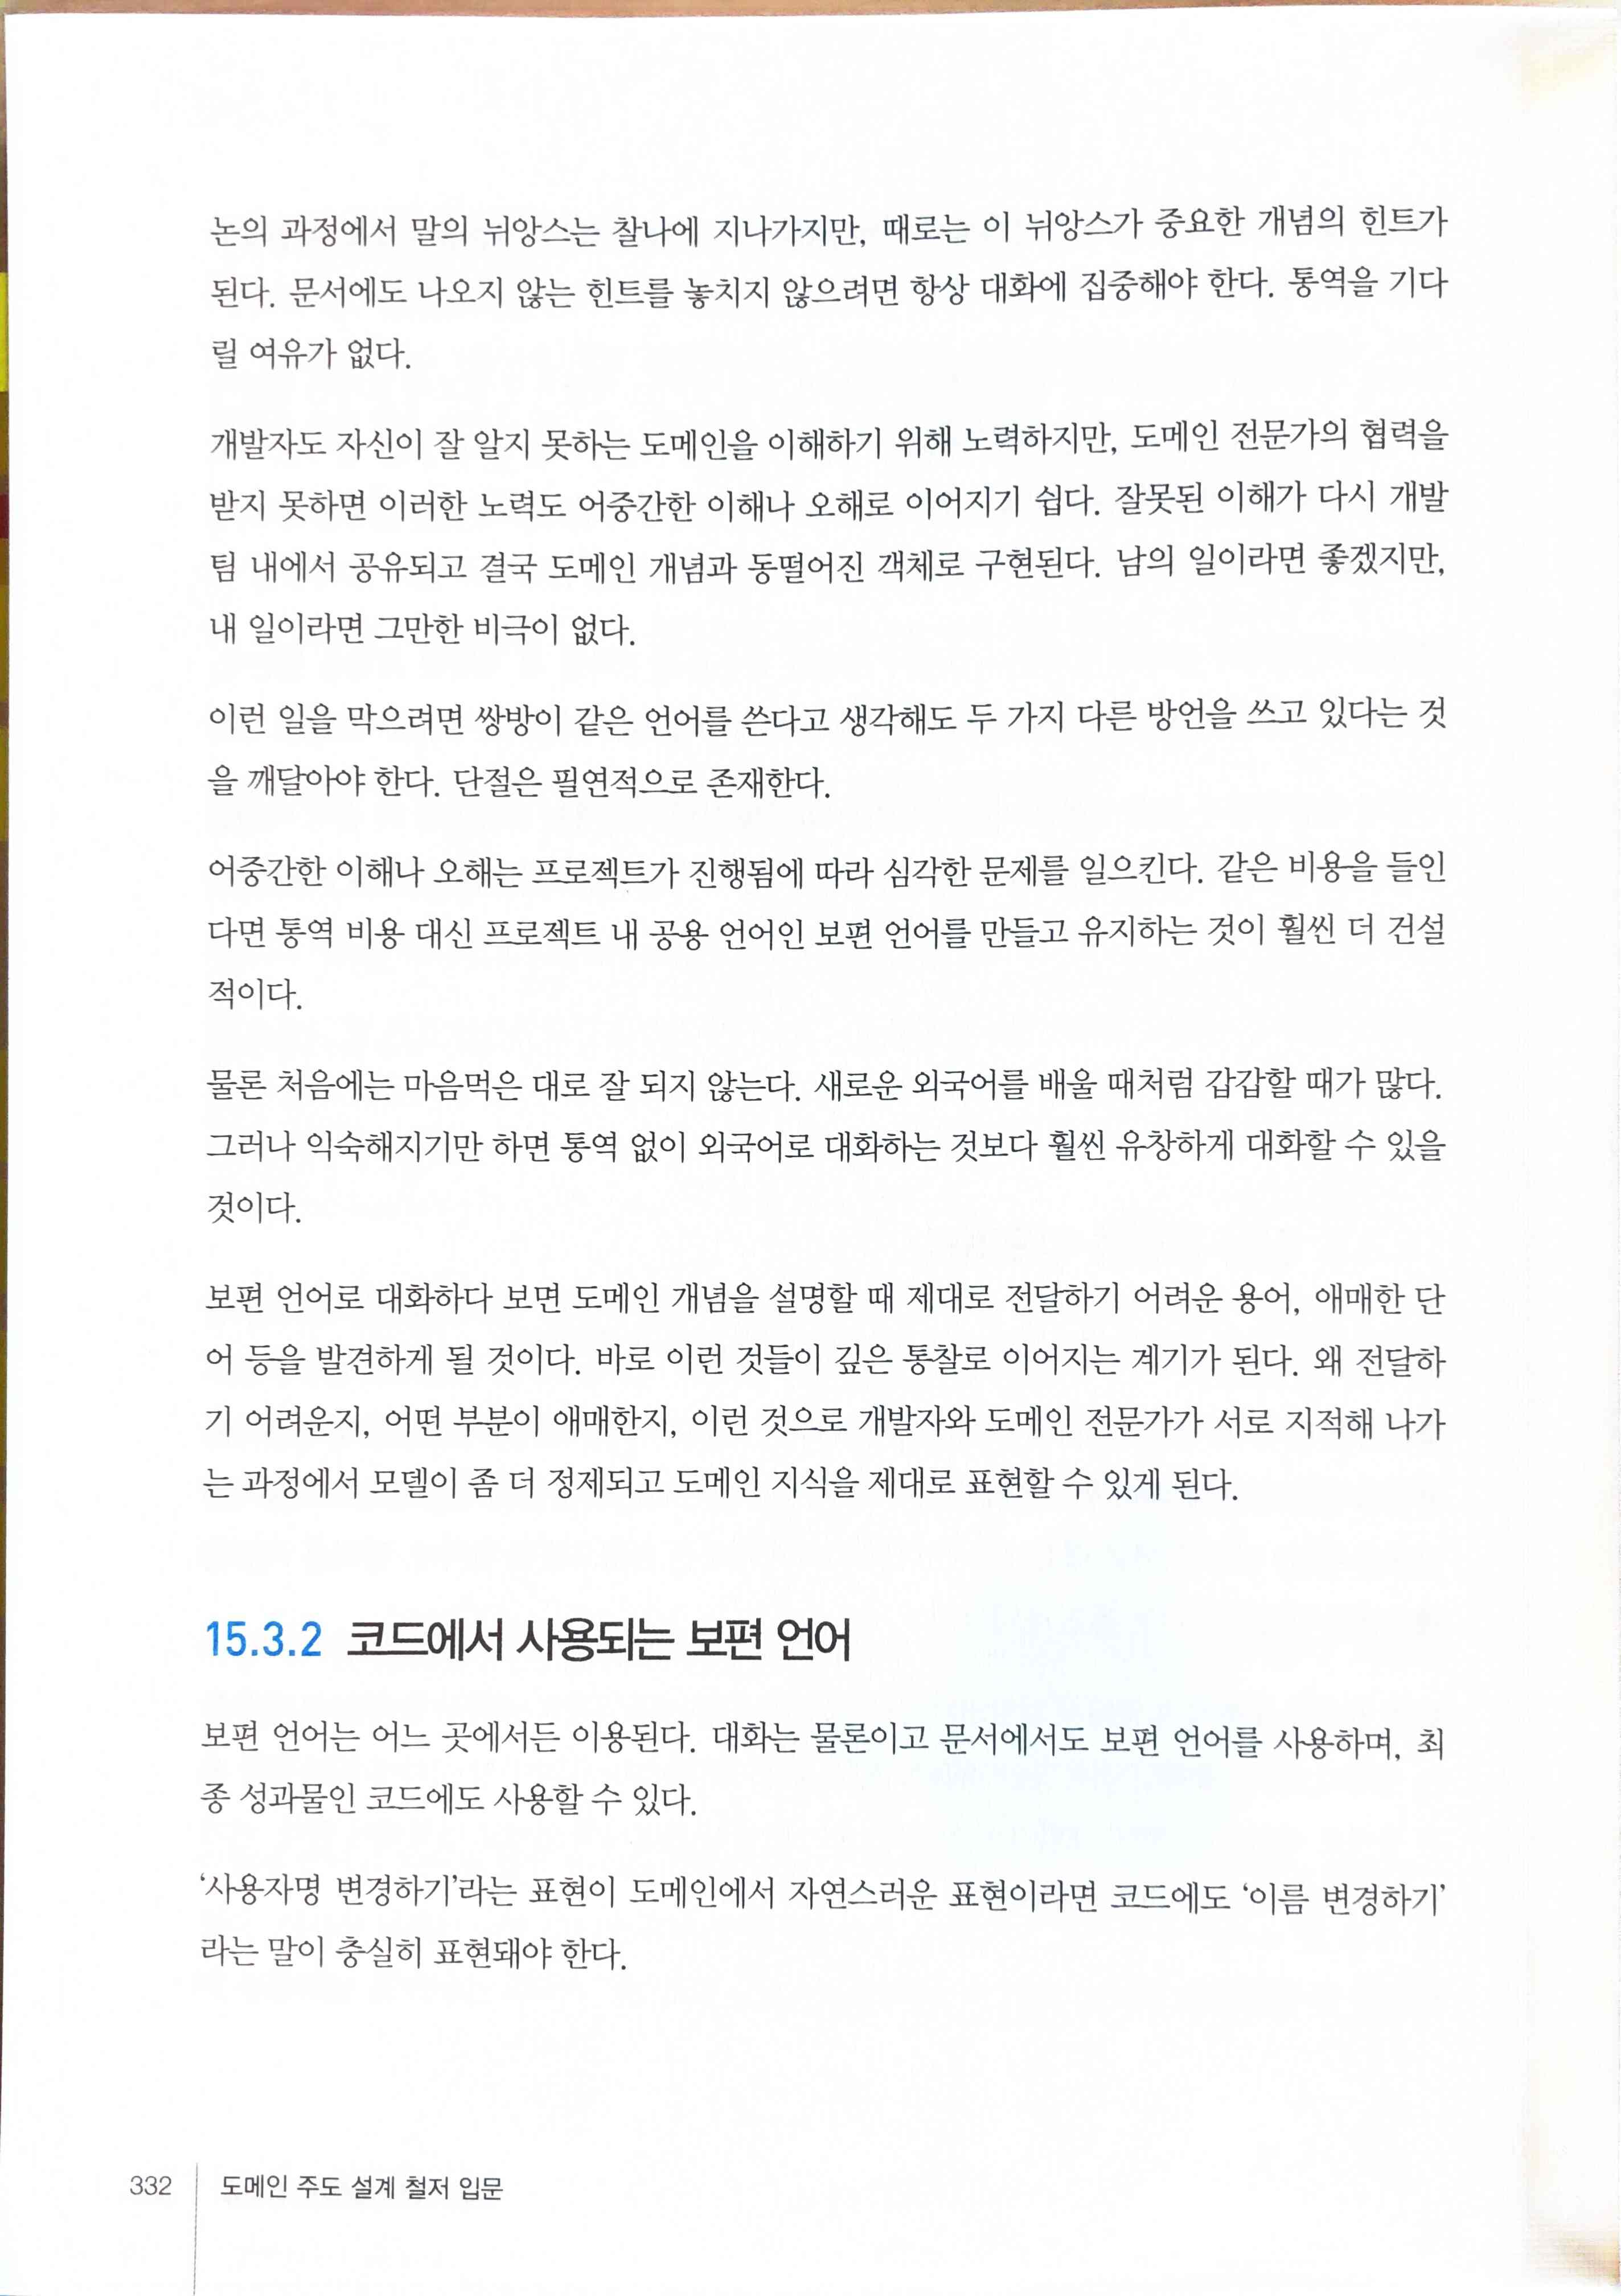 논의 과정에서 말의 뉘앙스는 찰나에 지나가지만, 때로는 이 뉘앙스가 중요한 개념의 힌트가
된다. 문서에도 나오지 않는 힌트를 놓치지 않으려면 항상 대화에 집중해야 한다. 통역을 기다
릴 여유가 없다.
개발자도 자신이 잘 알지 못하는 도메인을 이해하기 위해 노력하지만, 도메인 전문가의 협력을
받지 못하면 이러한 노력도 어중간한 이해나 오해로 이어지기 쉽다. 잘못된 이해가 다시 개발
팀 내에서 공유되고 결국 도메인 개념과 동떨어진 객체로 구현된다. 남의 일이라면 좋겠지만,
내 일이라면 그만한 비극이 없다.
이런 일을 막으려면 쌍방이 같은 언어를 쓴다고 생각해도 두 가지 다른 방언을 쓰고 있다는 것
을 깨달아야 한다. 단절은 필연적으로 존재한다.
어중간한 이해나 오해는 프로젝트가 진행됨에 따라 심각한 문제를 일으킨다. 같은 비용을 들인
다면 통역 비용 대신 프로젝트 내 공용 언어인 보편 언어를 만들고 유지하는 것이 훨씬 더 건설
적이다.
물론 처음에는 마음먹은 대로 잘 되지 않는다. 새로운 외국어를 배울 때처럼 갑갑할 때가 많다.
그러나 익숙해지기만 하면 통역 없이 외국어로 대화하는 것보다 훨씬 유창하게 대화할 수 있을
것이다.
보편 언어로 대화하다 보면 도메인 개념을 설명할 때 제대로 전달하기 어려운 용어, 애매한 단
어 등을 발견하게 될 것이다. 바로 이런 것들이 깊은 통찰로 이어지는 계기가 된다. 왜 전달하
기 어려운지, 어떤 부분이 애매한지, 이런 것으로 개발자와 도메인 전문가가 서로 지적해 나가
는 과정에서 모델이 좀 더 정제되고 도메인 지식을 제대로 표현할 수 있게 된다.
15.3.2 코드에서 사용되는 보편 언어
보편 언어는 어느 곳에서든 이용된다. 대화는 물론이고 문서에서도 보편 언어를 사용하며, 최
종 성과물인 코드에도 사용할 수 있다.
‘사용자명 변경하기’라는 표현이 도메인에서 자연스러운 표현이라면 코드에도 ‘이름 변경하기’
라는 말이 충실히 표현돼야 한다.
332 도메인 주도 설계 철저 입문